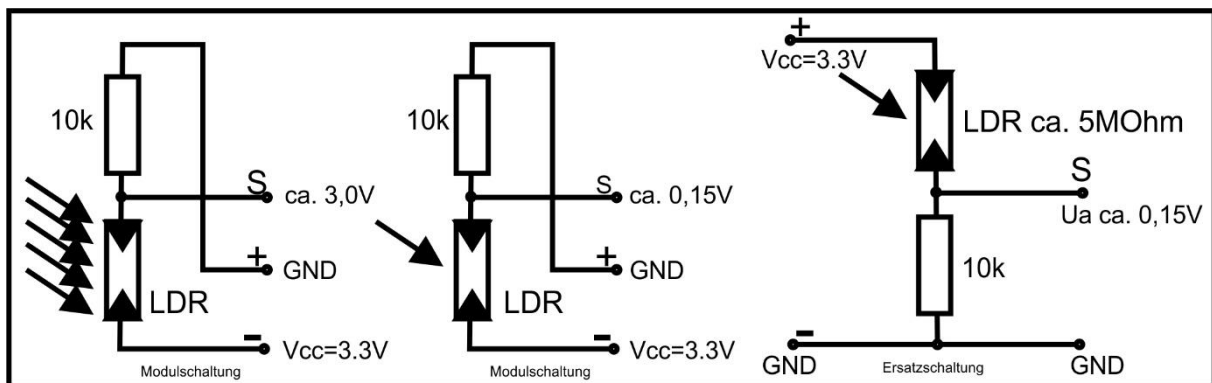 10k
S
ca. 3,0V
+
GND
LDR
-
Vcc=3.3V
Modulschaltung
10k
S
ca. 0,15V
+
GND
LDR
-
Vcc=3.3V
Modulschaltung
+
Vcc=3.3V
LDR ca. 5MOhm
S
Ua ca. 0,15V
10k
-
GND
GND
Ersatzschaltung